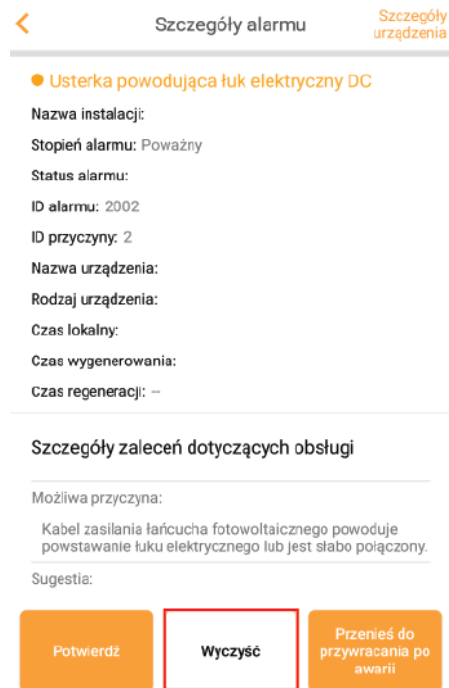 Szczegóły alarmu
Szczegóły
urządzenia
Usterka powodująca łuk elektryczny DC
Nazwa instalacji:
Stopień alarmu: Poważny
Status alarmu:
ID alarmu: 2002
ID przyczyny: 2
Nazwa urządzenia:
Rodzaj urządzenia:
Czas lokalny:
Czas wygenerowania:
Czas regeneracji: --
Szczegóły zaleceń dotyczących obsługi
Możliwa przyczyna:
Kabel zasilania łańcucha fotowoltaicznego powoduje
powstawanie łuku elektrycznego lub jest słabo połączony.
Sugestia:
Potwierdź
Wyczyść
Przenieś do
przywracania po
awarii